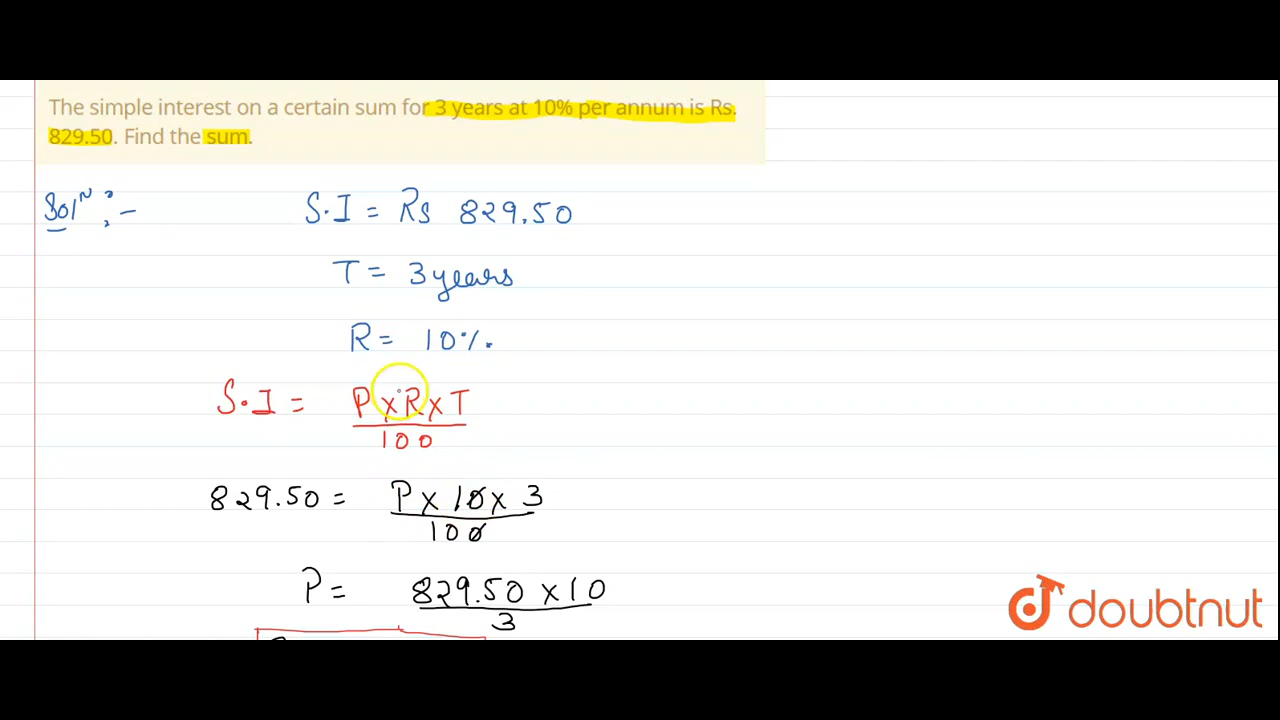 The simple interest on a certain sum for 3 years at 10% per annum is Rs.
829.50. Find the sum.
Solⁿ :-
S.I = Rs 829.50
T = 3 years
R = 10%.
S.I = P x R x T
100
829.50 = P x 10 x 3
100
P = 829.50 x 10
3
doubtnut